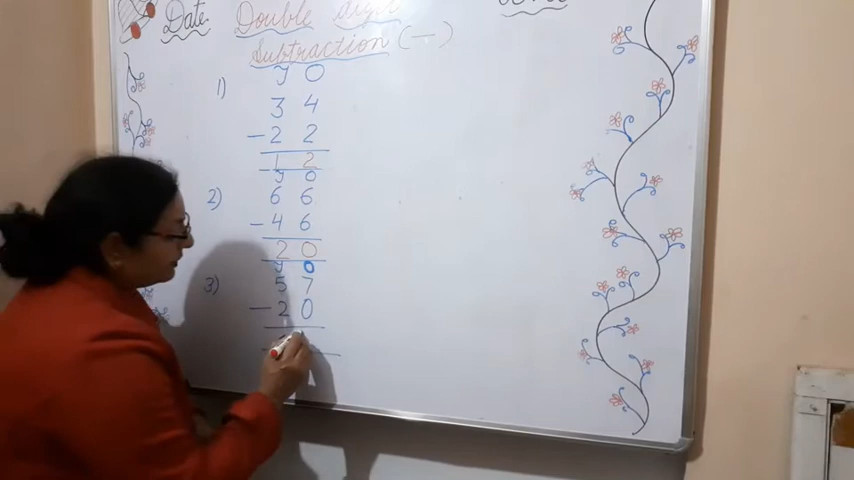 Date.
Double digit
Subtraction (-)
1)
y O
3 4
- 2 2
1 2
y O
2) 6 6
- 4 6
2 0
y O
3) 5 7
- 2 0